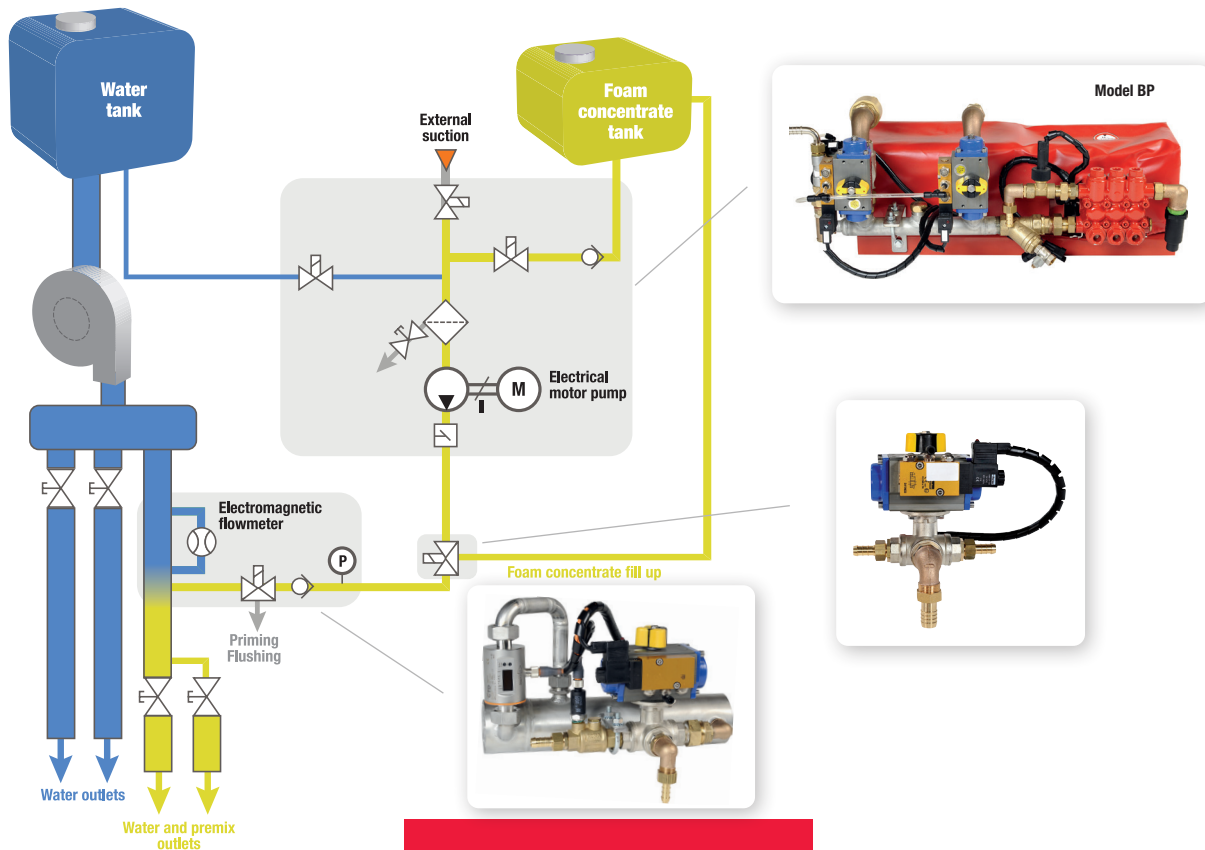 Water
tank
Foam
concentrate
tank
External
suction
Model BP
Electrical
motor pump
M
Electromagnetic
flowmeter
P
Foam concentrate fill up
Priming
Flushing
Water outlets
Water and premix
outlets